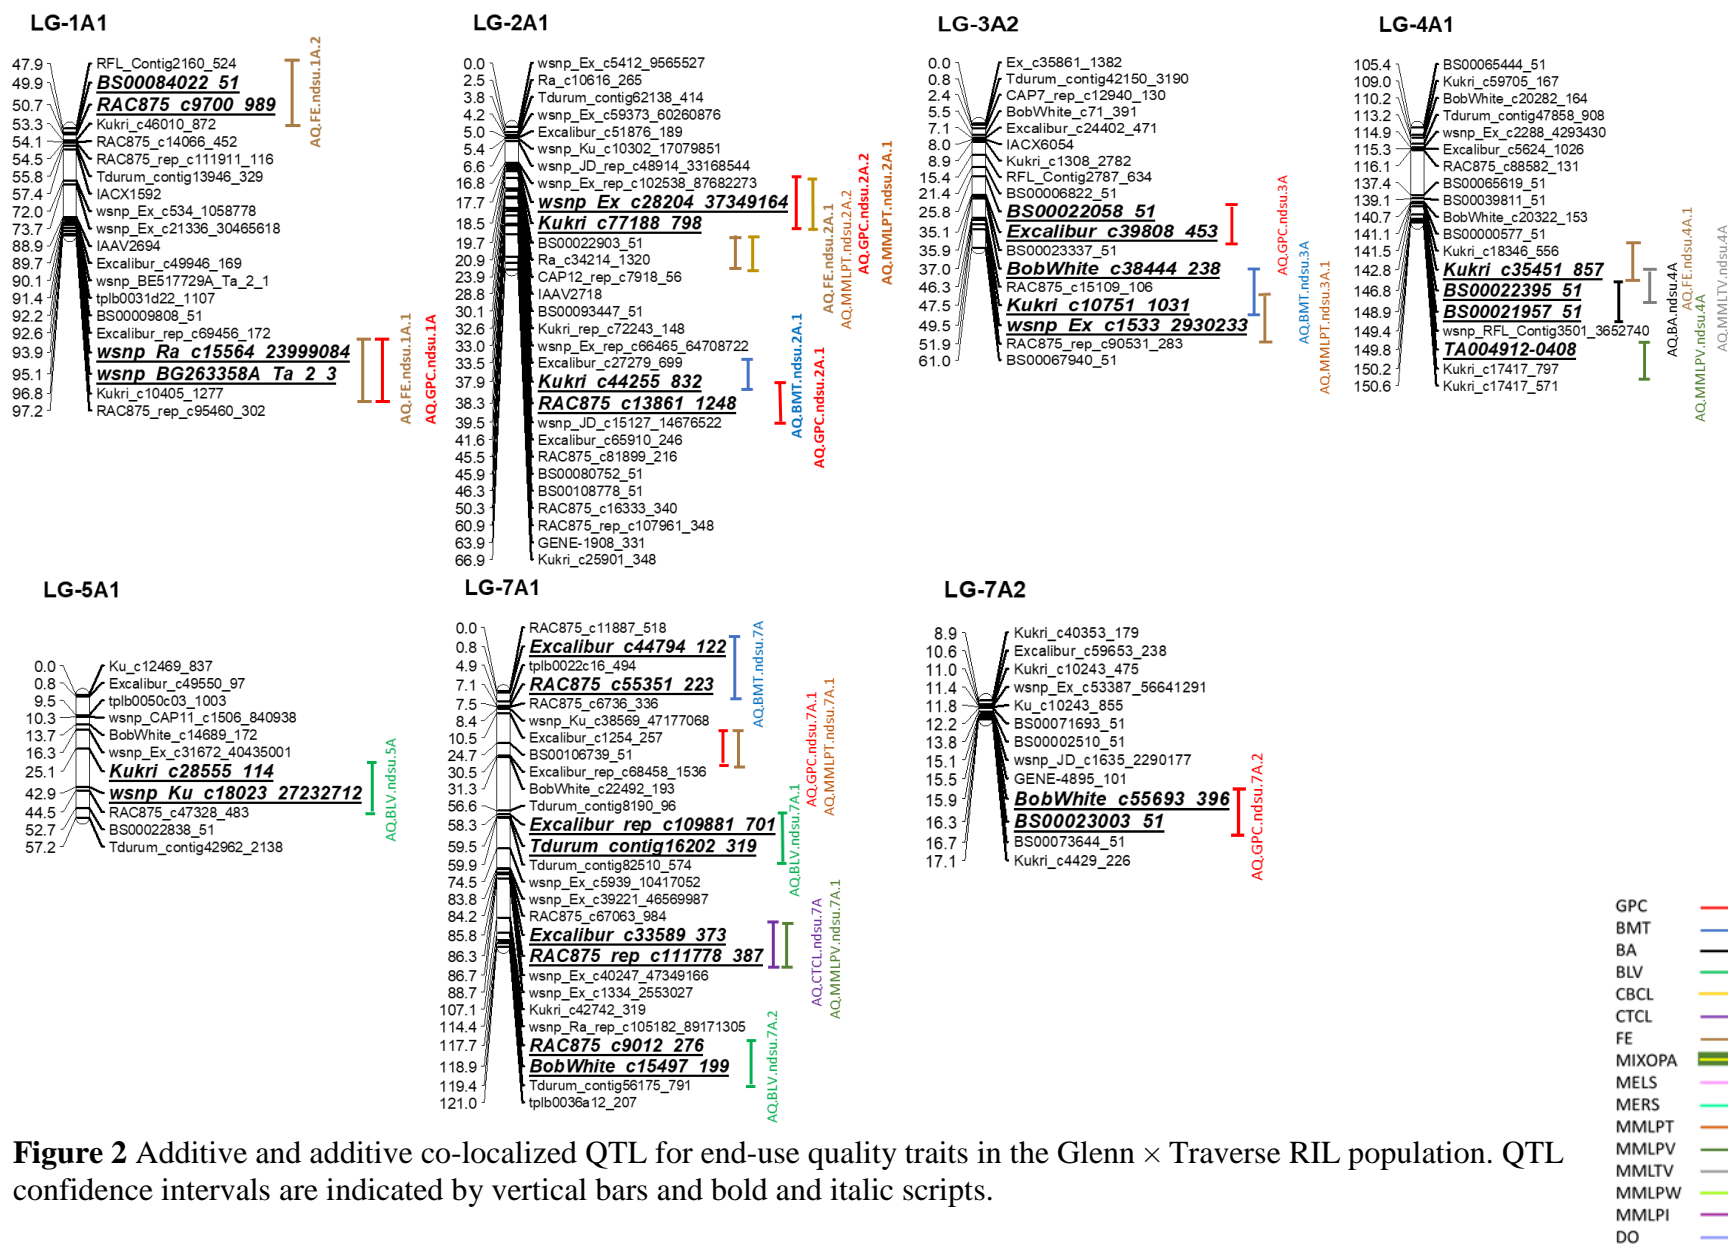 LG-1A1
47.9 RFL_Contig2160_524
49.9 BS00084022_51
50.7 RAC875_c9700_989
53.3 Kukri_c46010_872
54.1 RAC875_c14066_452
54.5 RAC875_rep_c111911_116
55.8 Tdurum_contig13946_329
57.4 IACX1592
72.0 wsnp_Ex_c534_1058778
73.7 wsnp_Ex_c21336_30465618
88.9 IAAV2694
89.7 Excalibur_c49946_169
90.1 wsnp_BE517729A_Ta_2_1
91.4 tplb0031d22_1107
92.2 BS00009808_51
92.6 Excalibur_rep_c69456_172
93.9 wsnp_Ra_c15564_23999084
95.1 wsnp_BG263358A_Ta_2_3
96.8 Kukri_c10405_1277
97.2 RAC875_rep_c95460_302
AQ.FE.ndsu.1A.2
AQ.FE.ndsu.1A.1
AQ.GPC.ndsu.1A
LG-2A1
0.0 wsnp_Ex_c5412_9565527
2.5 Ra_c10616_265
3.8 Tdurum_contig62138_414
4.2 wsnp_Ex_c59373_60260876
5.0 Excalibur_c51876_189
5.4 wsnp_Ku_c10302_17079851
6.6 wsnp_JD_rep_c48914_33168544
16.8 wsnp_Ex_rep_c102538_87682273
17.7 wsnp_Ex_c28204_37349164
18.5 Kukri_c77188_798
19.7 BS00022903_51
20.9 Ra_c34214_1320
23.9 CAP12_rep_c7918_56
28.8 IAAV2718
30.1 BS00093447_51
32.6 Kukri_rep_c72243_148
33.0 wsnp_Ex_rep_c66465_64708722
33.5 Excalibur_c27279_699
37.9 Kukri_c44255_832
38.3 RAC875_c13861_1248
39.5 wsnp_JD_c15127_14676522
41.6 Excalibur_c65910_246
45.5 RAC875_c81899_216
45.9 BS00080752_51
46.3 BS00108778_51
50.3 RAC875_c16333_340
60.9 RAC875_rep_c107961_348
63.9 GENE-1908_331
66.9 Kukri_c25901_348
AQ.FE.ndsu.2A.1
AQ.MMLPT.ndsu.2A.2
AQ.GPC.ndsu.2A.2
AQ.MMLPT.ndsu.2A.1
AQ.BMT.ndsu.2A.1
AQ.GPC.ndsu.2A.1
LG-3A2
0.0 Ex_c35861_1382
0.8 Tdurum_contig42150_3190
2.4 CAP7_rep_c12940_130
5.5 BobWhite_c71_391
7.1 Excalibur_c24402_471
8.0 IACX6054
8.9 Kukri_c1308_2782
15.4 RFL_Contig2787_634
21.4 BS00006822_51
25.8 BS00022058_51
35.1 Excalibur_c39808_453
35.9 BS00023337_51
37.0 BobWhite_c38444_238
46.3 RAC875_c15109_106
47.5 Kukri_c10751_1031
49.5 wsnp_Ex_c1533_2930233
51.9 RAC875_rep_c90531_283
61.0 BS00067940_51
AQ.GPC.ndsu.3A
AQ.BMT.ndsu.3A
AQ.MMLPT.ndsu.3A.1
LG-4A1
105.4 BS00065444_51
109.0 Kukri_c59705_167
110.2 BobWhite_c20282_164
113.2 Tdurum_contig47858_908
114.9 wsnp_Ex_c2288_4293430
115.3 Excalibur_c5624_1026
116.1 RAC875_c88582_131
137.4 BS00065619_51
139.1 BS00039811_51
140.7 BobWhite_c20322_153
141.1 BS00000577_51
141.5 Kukri_c18346_556
142.8 Kukri_c35451_857
146.8 BS00022395_51
148.9 BS00021957_51
149.4 wsnp_RFL_Contig3501_3652740
149.8 TA004912-0408
150.2 Kukri_c17417_797
150.6 Kukri_c17417_571
AQ.BA.ndsu.4A
AQ.FE.ndsu.4A.1
AQ.MMLPV.ndsu.4A
AQ.MMLTV.ndsu.4A
LG-5A1
0.0 Ku_c12469_837
0.8 Excalibur_c49550_97
9.5 tplb0050c03_1003
10.3 wsnp_CAP11_c1506_840938
13.7 BobWhite_c14689_172
16.3 wsnp_Ex_c31672_40435001
25.1 Kukri_c28555_114
42.9 wsnp_Ku_c18023_27232712
44.5 RAC875_c47328_483
52.7 BS00022838_51
57.2 Tdurum_contig42962_2138
AQ.BLV.ndsu.5A
LG-7A1
0.0 RAC875_c11887_518
0.8 Excalibur_c44794_122
4.9 tplb0022c16_494
7.1 RAC875_c55351_223
7.5 RAC875_c6736_336
8.4 wsnp_Ku_c38569_47177068
10.5 Excalibur_c1254_257
24.7 BS00106739_51
30.5 Excalibur_rep_c68458_1536
31.3 BobWhite_c22492_193
56.6 Tdurum_contig8190_96
58.3 Excalibur_rep_c109881_701
59.5 Tdurum_contig16202_319
59.9 Tdurum_contig82510_574
74.5 wsnp_Ex_c5939_10417052
83.8 wsnp_Ex_c39221_46569987
84.2 RAC875_c67063_984
85.8 Excalibur_c33589_373
86.3 RAC875_rep_c111778_387
86.7 wsnp_Ex_c40247_47349166
88.7 wsnp_Ex_c1334_2553027
107.1 Kukri_c42742_319
114.4 wsnp_Ra_rep_c105182_89171305
117.7 RAC875_c9012_276
118.9 BobWhite_c15497_199
119.4 Tdurum_contig56175_791
121.0 tplb0036a12_207
AQ.BMT.ndsu.7A
AQ.GPC.ndsu.7A.1
AQ.MMLPT.ndsu.7A.1
AQ.BLV.ndsu.7A.1
AQ.CTCL.ndsu.7A
AQ.MMLPV.ndsu.7A.1
AQ.BLV.ndsu.7A.2
LG-7A2
8.9 Kukri_c40353_179
10.6 Excalibur_c59653_238
11.0 Kukri_c10243_475
11.4 wsnp_Ex_c53387_56641291
11.8 Ku_c10243_855
12.2 BS00071693_51
13.8 BS00002510_51
15.1 wsnp_JD_c1635_2290177
15.5 GENE-4895_101
15.9 BobWhite_c55693_396
16.3 BS00023003_51
16.7 BS00073644_51
17.1 Kukri_c4429_226
AQ.GPC.ndsu.7A.2
GPC
BMT
BA
BLV
CBCL
CTCL
FE
MIXOPA
MELS
MERS
MMLPT
MMLPV
MMLTV
MMLPW
MMLPI
DO
Figure 2 Additive and additive co-localized QTL for end-use quality traits in the Glenn × Traverse RIL population. QTL
confidence intervals are indicated by vertical bars and bold and italic scripts.